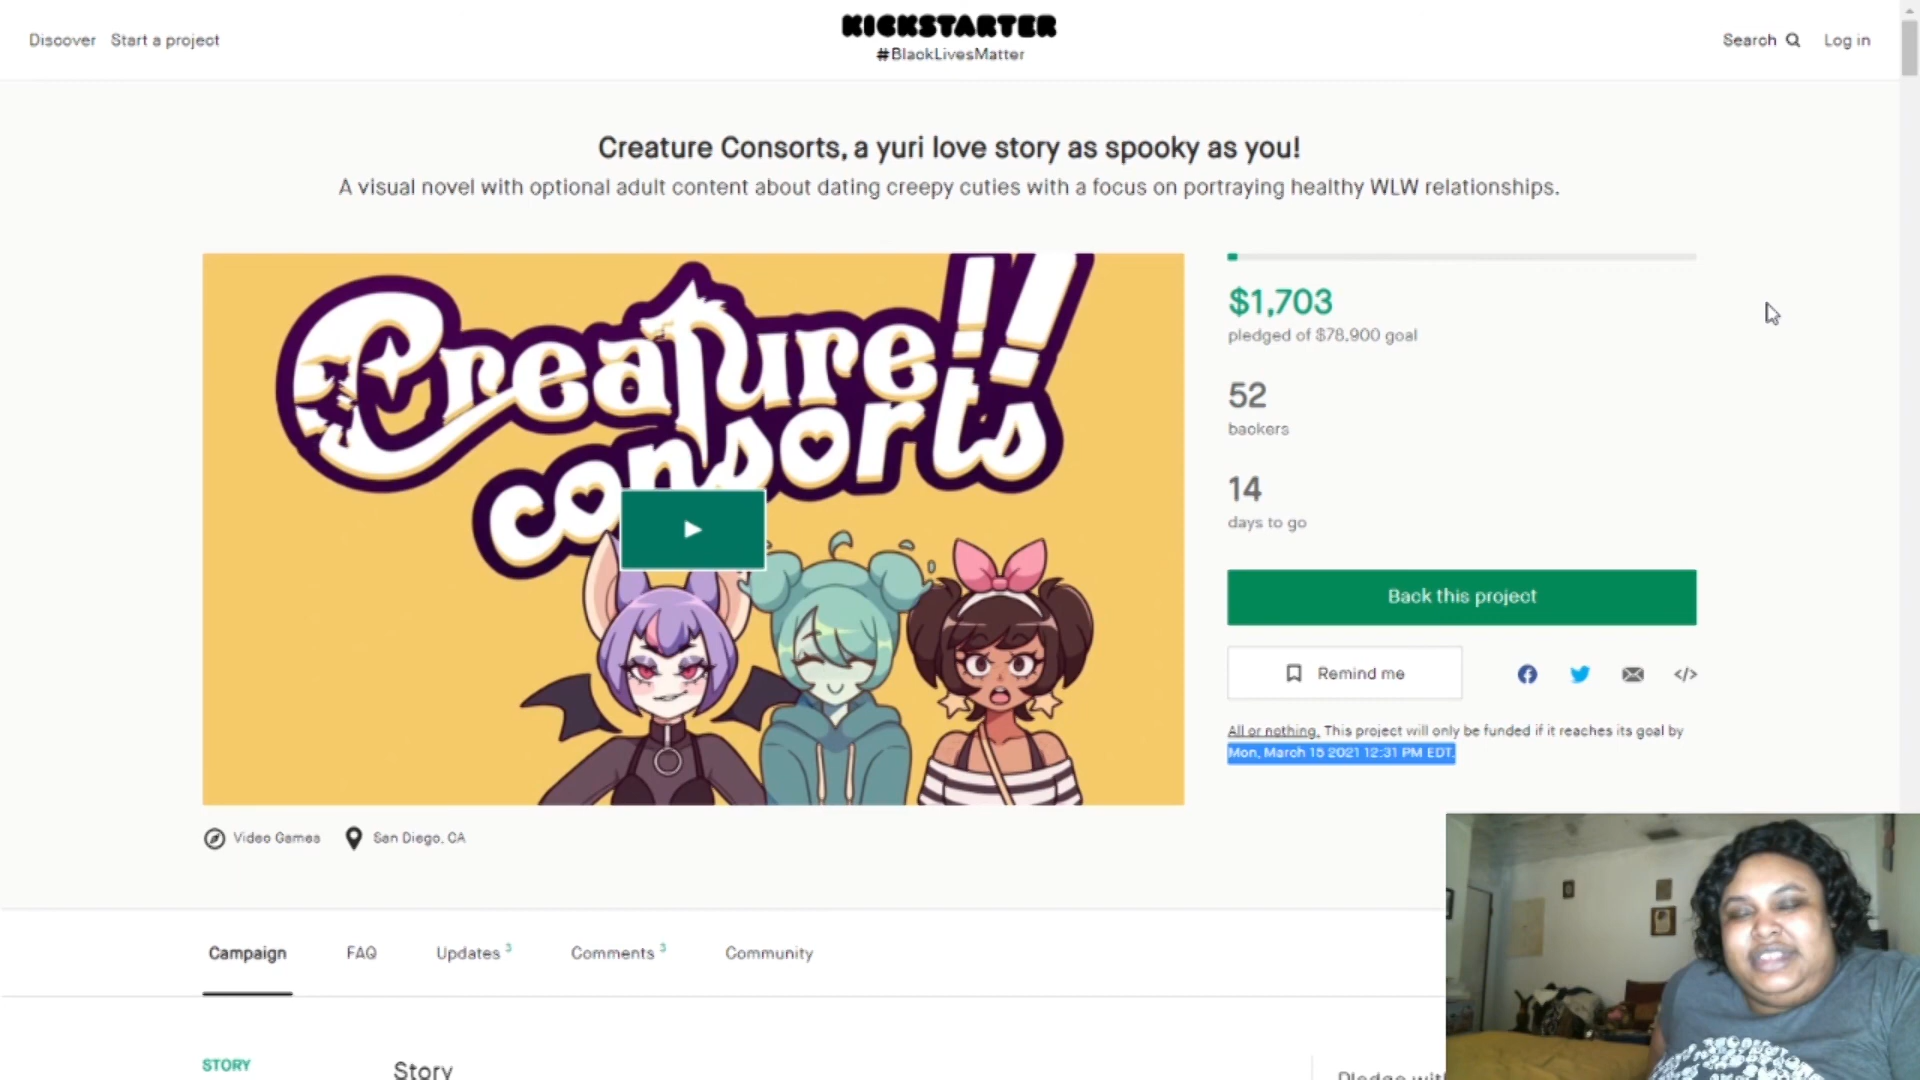 Discover Start a project
KICKSTARTER
#BlackLivesMatter
Search Log in
Creature Consorts, a yuri love story as spooky as you!
A visual novel with optional adult content about dating creepy cuties with a focus on portraying healthy WLW relationships.
Creature!!
consorts
$1,703
pledged of $78,900 goal
52
backers
14
days to go
Back this project
Remind me
All or nothing. This project will only be funded if it reaches its goal by
Mon, March 15 2021 12:31 PM EDT.
Video Games San Diego, CA
Campaign FAQ Updates 3 Comments 3 Community
STORY
Story